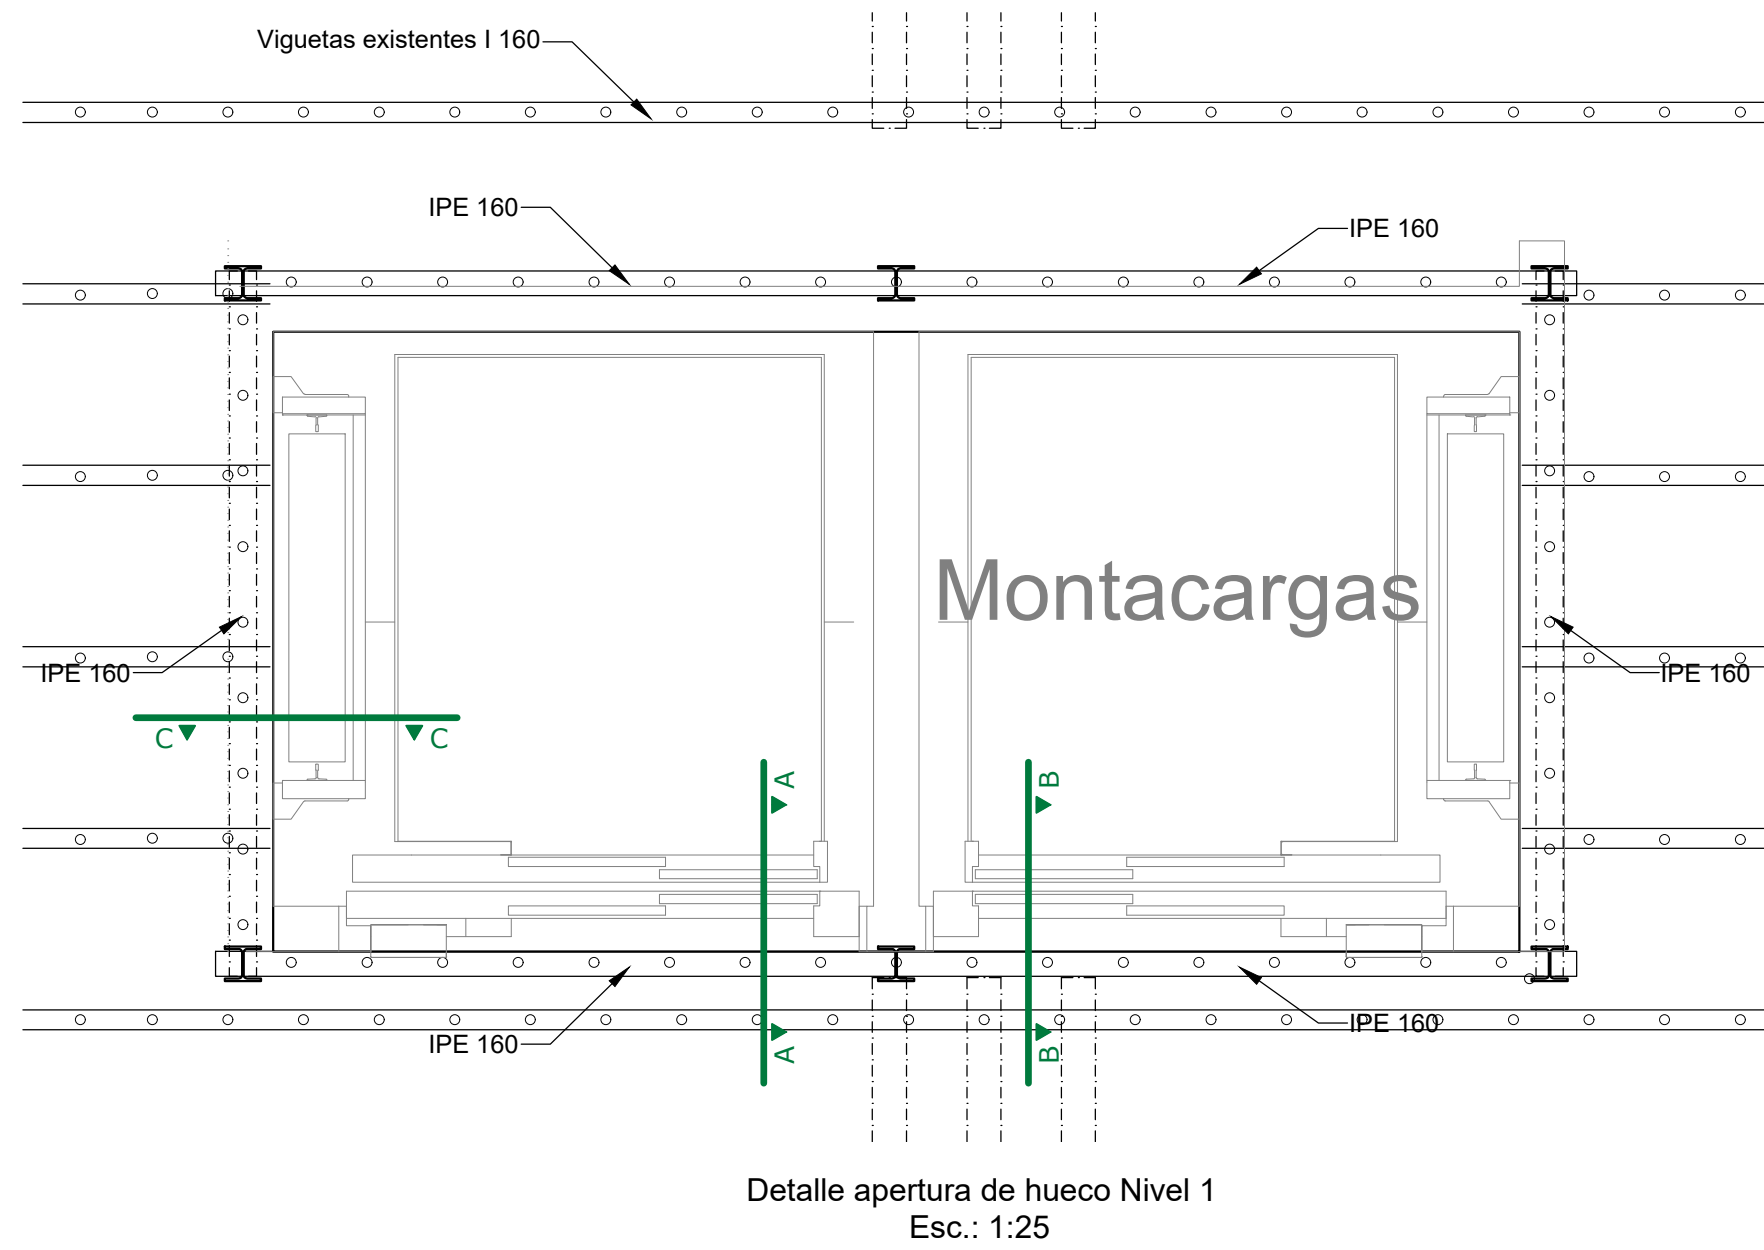 Viguetas existentes I 160
IPE 160
IPE 160
Montacargas
IPE 160
IPE 160
C
C
A
B
A
B
IPE 160
IPE 160
Detalle apertura de hueco Nivel 1
Esc.: 1:25